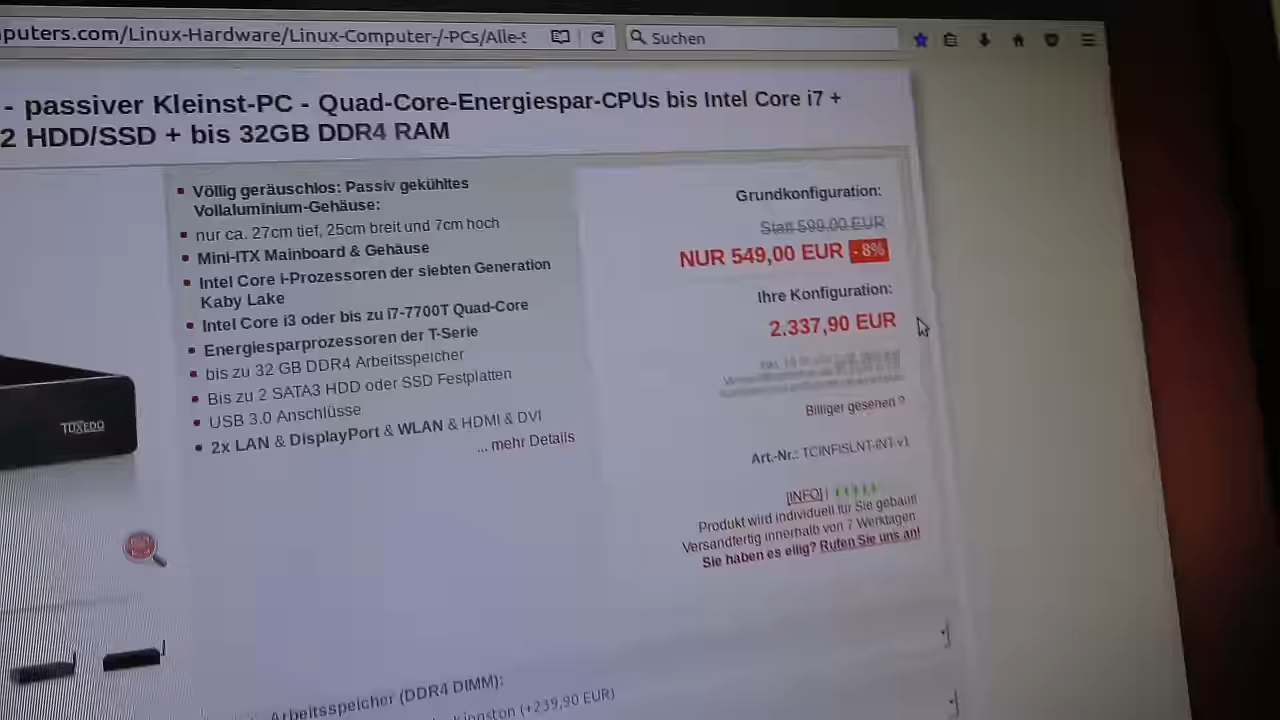 puters.com/Linux-Hardware/Linux-Computer-/-PCs/Alle-S
Suchen
- passiver Kleinst-PC - Quad-Core-Energiespar-CPUs bis Intel Core i7 +
2 HDD/SSD + bis 32GB DDR4 RAM
Völlig geräuschlos: Passiv gekühltes
Vollaluminium-Gehäuse:
nur ca. 27cm tief, 25cm breit und 7cm hoch
Mini-ITX Mainboard & Gehäuse
Intel Core i-Prozessoren der siebten Generation
Kaby Lake
Intel Core i3 oder bis zu i7-7700T Quad-Core
Energiesparprozessoren der T-Serie
bis zu 32 GB DDR4 Arbeitsspeicher
Bis zu 2 SATA3 HDD oder SSD Festplatten
USB 3.0 Anschlüsse
2x LAN & DisplayPort & WLAN & HDMI & DVI
... mehr Details
Grundkonfiguration:
Statt 599,00 EUR
NUR 549,00 EUR - 8%
Ihre Konfiguration:
2.337,90 EUR
Billiger gesehen ?
Art.-Nr.: TCINFISLNT-INT-v1
[INFO] |
Produkt wird individuell für Sie gebaut!
Versandfertig innerhalb von 7 Werktagen
Sie haben es eilig? Rufen Sie uns an!
TUXEDO
Arbeitsspeicher (DDR4 DIMM):
Kingston (+239,90 EUR)